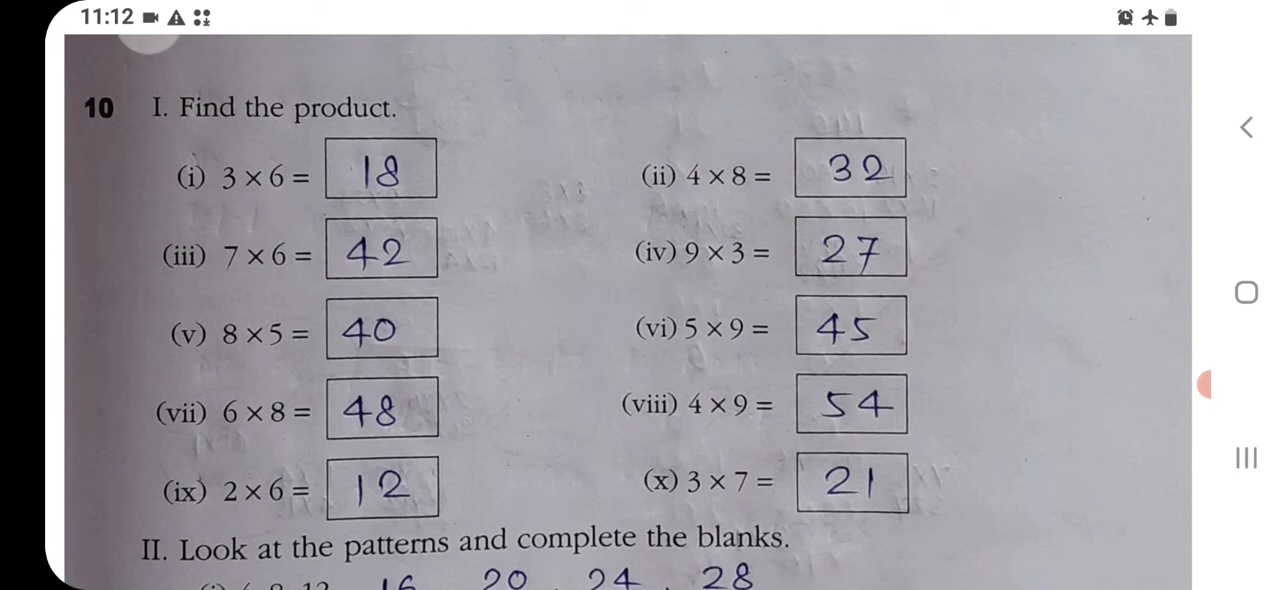 11:12
10 I. Find the product.
(i) 3 × 6 = 18 (ii) 4 × 8 = 32
(iii) 7 × 6 = 42 (iv) 9 × 3 = 27
(v) 8 × 5 = 40 (vi) 5 × 9 = 45
(vii) 6 × 8 = 48 (viii) 4 × 9 = 54
(ix) 2 × 6 = 12 (x) 3 × 7 = 21
II. Look at the patterns and complete the blanks.
16 20 , 24 , 28